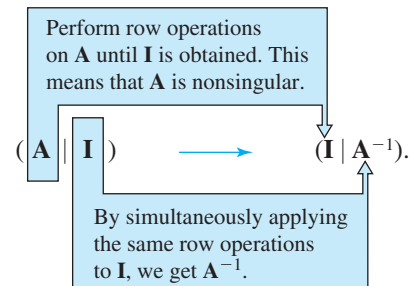 Perform row operations
on A until I is obtained. This
means that A is nonsingular.
( A | I ) (I | A⁻¹).
By simultaneously applying
the same row operations
to I, we get A⁻¹.